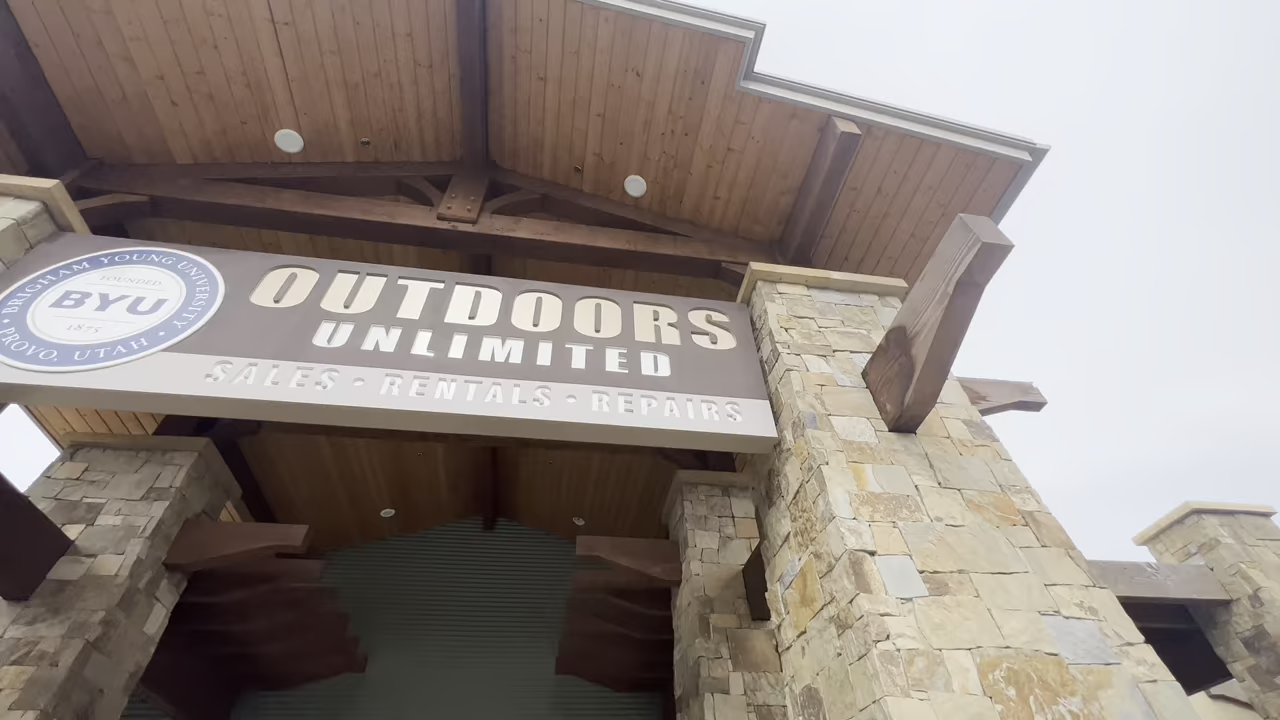 BRIGHAM YOUNG UNIVERSITY
FOUNDED
BYU
1875
• PROVO, UTAH •
OUTDOORS
UNLIMITED
SALES • RENTALS • REPAIRS